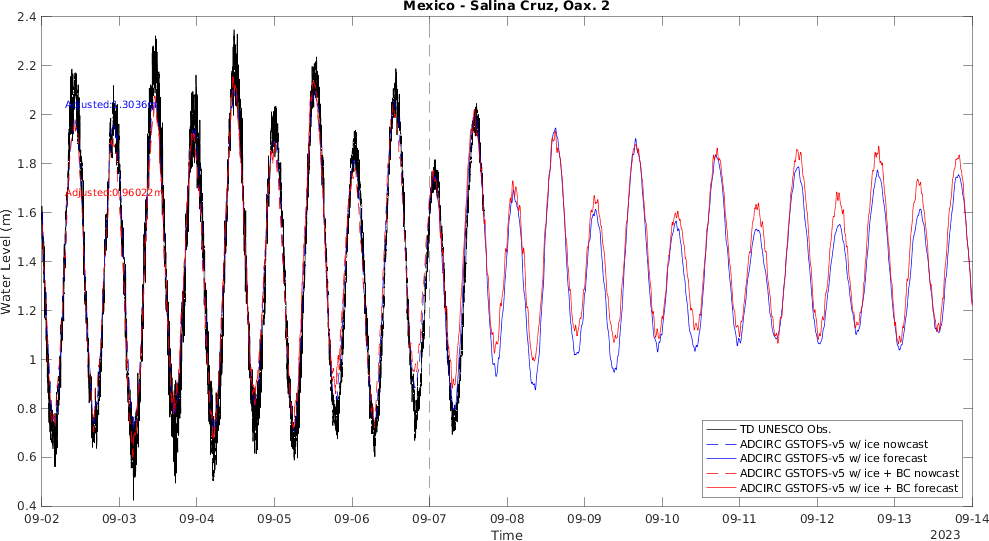 Mexico - Salina Cruz, Oax. 2
2.4
2.2
2
1.8
1.6
1.4
1.2
1
0.8
0.6
0.4
Water Level (m)
Adjusted:1.3036m
Adjusted:0.96022m
TD UNESCO Obs.
ADCIRC GSTOFS-v5 w/ ice nowcast
ADCIRC GSTOFS-v5 w/ ice forecast
ADCIRC GSTOFS-v5 w/ ice + BC nowcast
ADCIRC GSTOFS-v5 w/ ice + BC forecast
09-02 09-03 09-04 09-05 09-06 09-07 09-08 09-09 09-10 09-11 09-12 09-13 09-14
Time
2023